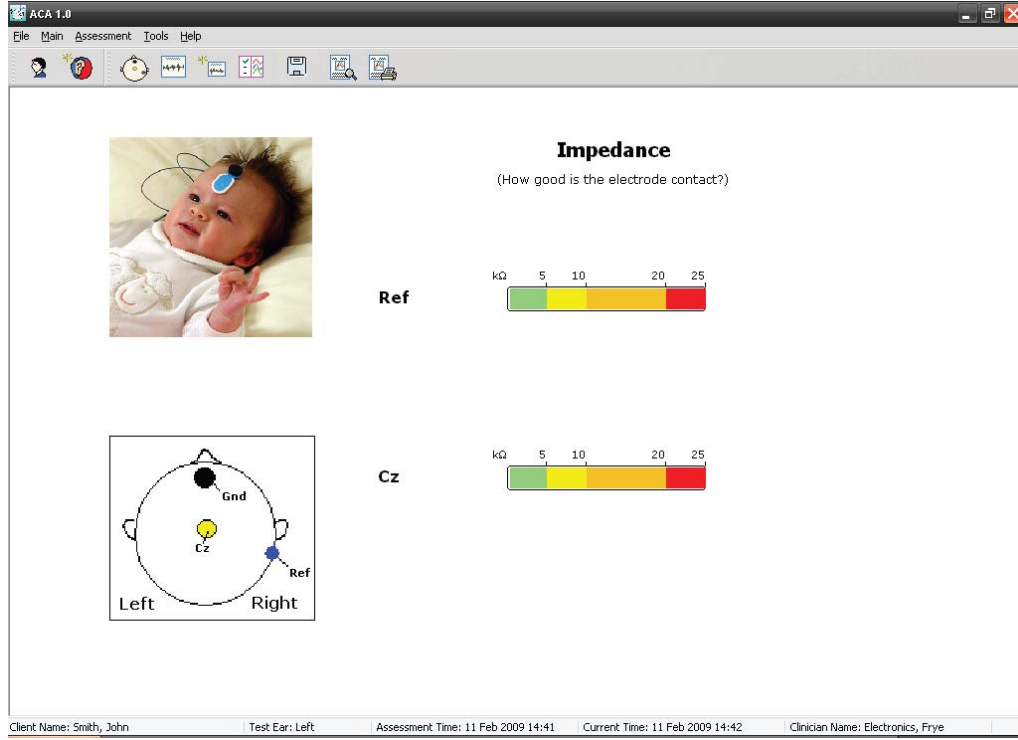 ACA 1.0
File Main Assessment Tools Help
Impedance
(How good is the electrode contact?)
kΩ 5 10 20 25
Ref
kΩ 5 10 20 25
Cz
Gnd
Cz
Ref
Left Right
Client Name: Smith, John Test Ear: Left Assessment Time: 11 Feb 2009 14:41 Current Time: 11 Feb 2009 14:42 Clinician Name: Electronics, Frye